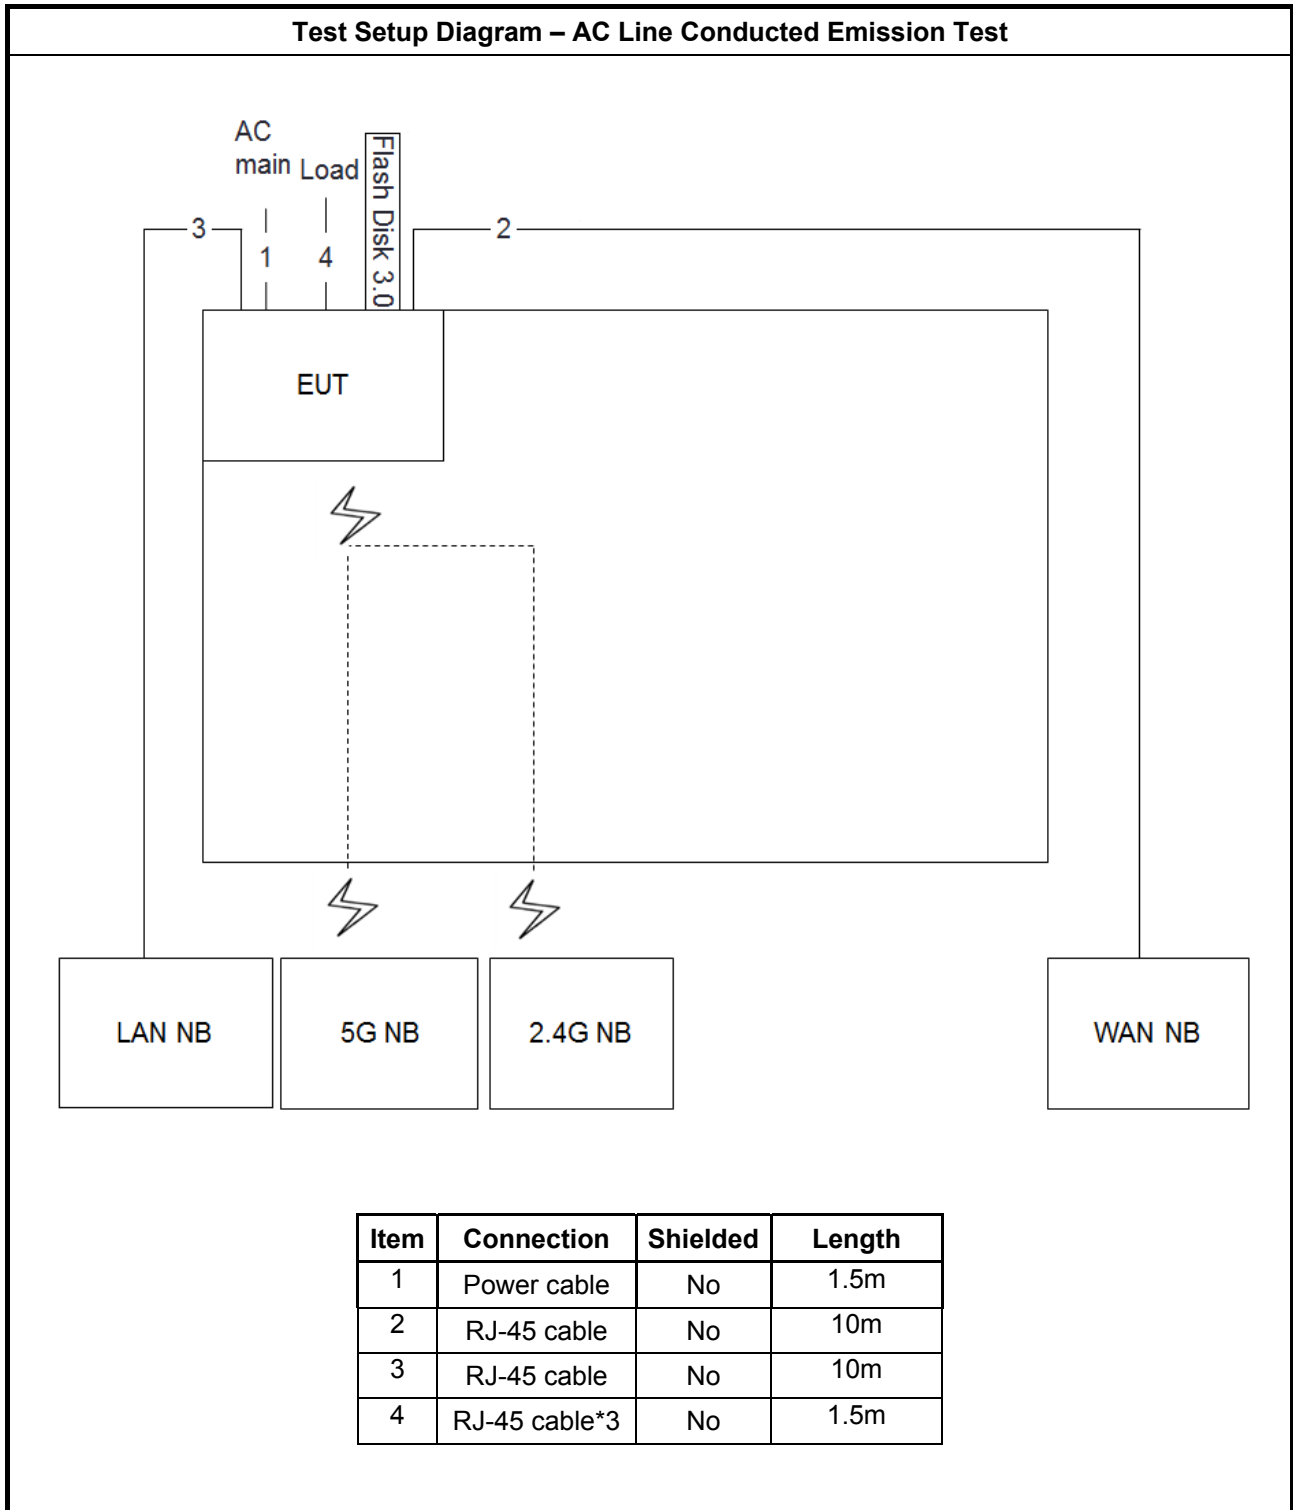 Test Setup Diagram – AC Line Conducted Emission Test
AC
main
Load
Flash Disk 3.0
3
1
4
2
EUT
LAN NB
5G NB
2.4G NB
WAN NB
Item Connection Shielded Length
1 Power cable No 1.5m
2 RJ-45 cable No 10m
3 RJ-45 cable No 10m
4 RJ-45 cable*3 No 1.5m